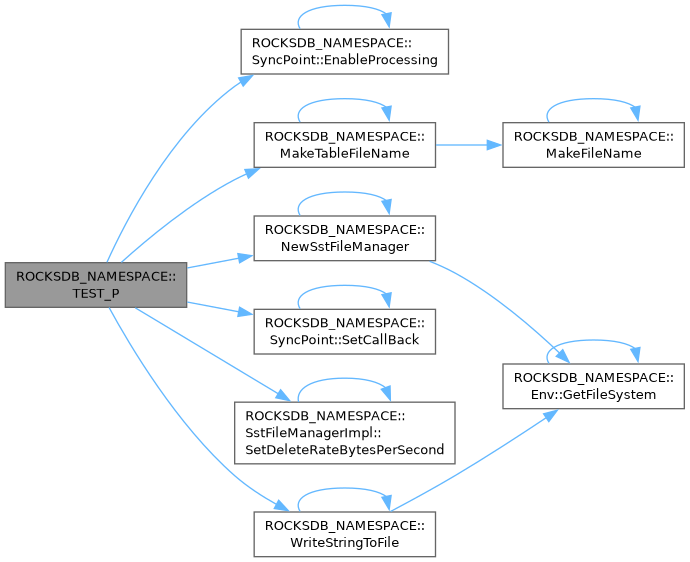 ROCKSDB_NAMESPACE::
SyncPoint::EnableProcessing
ROCKSDB_NAMESPACE::
MakeTableFileName
ROCKSDB_NAMESPACE::
MakeFileName
ROCKSDB_NAMESPACE::
NewSstFileManager
ROCKSDB_NAMESPACE::
TEST_P
ROCKSDB_NAMESPACE::
SyncPoint::SetCallBack
ROCKSDB_NAMESPACE::
Env::GetFileSystem
ROCKSDB_NAMESPACE::
SstFileManagerImpl::
SetDeleteRateBytesPerSecond
ROCKSDB_NAMESPACE::
WriteStringToFile